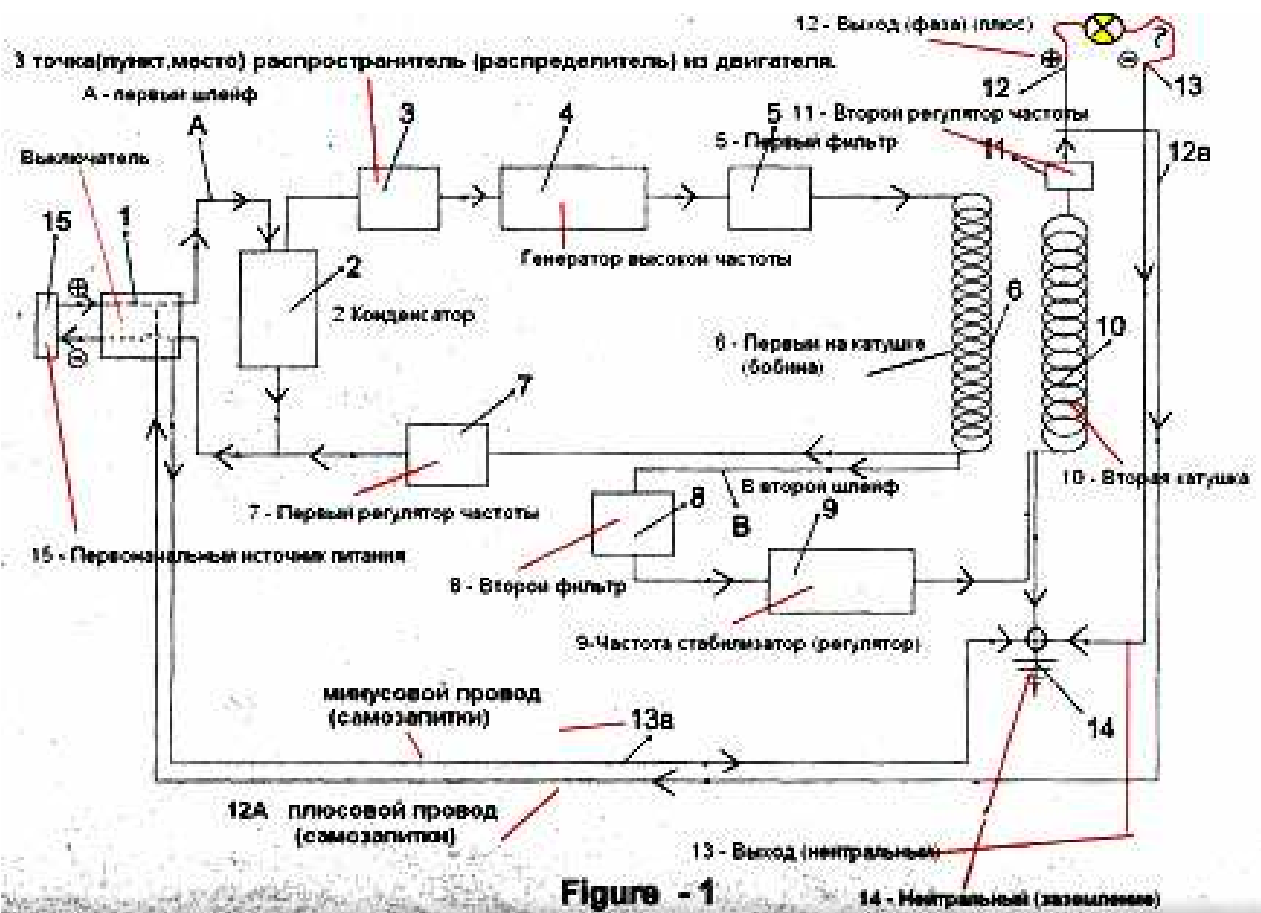 12 - Выход (фаза) (плюс)
3 точка(пункт,место) распространитель (распределитель) из двигателя.
А - первый шлейф
12
13
11 - Второй регулятор частоты
A
3
4
5
5 - Первый фильтр
Выключатель
11
12в
15
1
2
Генератор высокой частоты
2 Конденсатор
6
6 - Первый на катушке
(бобина)
10
7
10 - Вторая катушка
В второй шлейф
7 - Первый регулятор частоты
8
B
9
15 - Первоначальный источник питания
8 - Второй фильтр
9-Частота стабилизатор (регулятор)
минусовой провод
(самозапитки)
13в
14
12А плюсовой провод
(самозапитки)
13 - Выход (нейтральный)
Figure - 1
14 - Нейтральный (заземление)